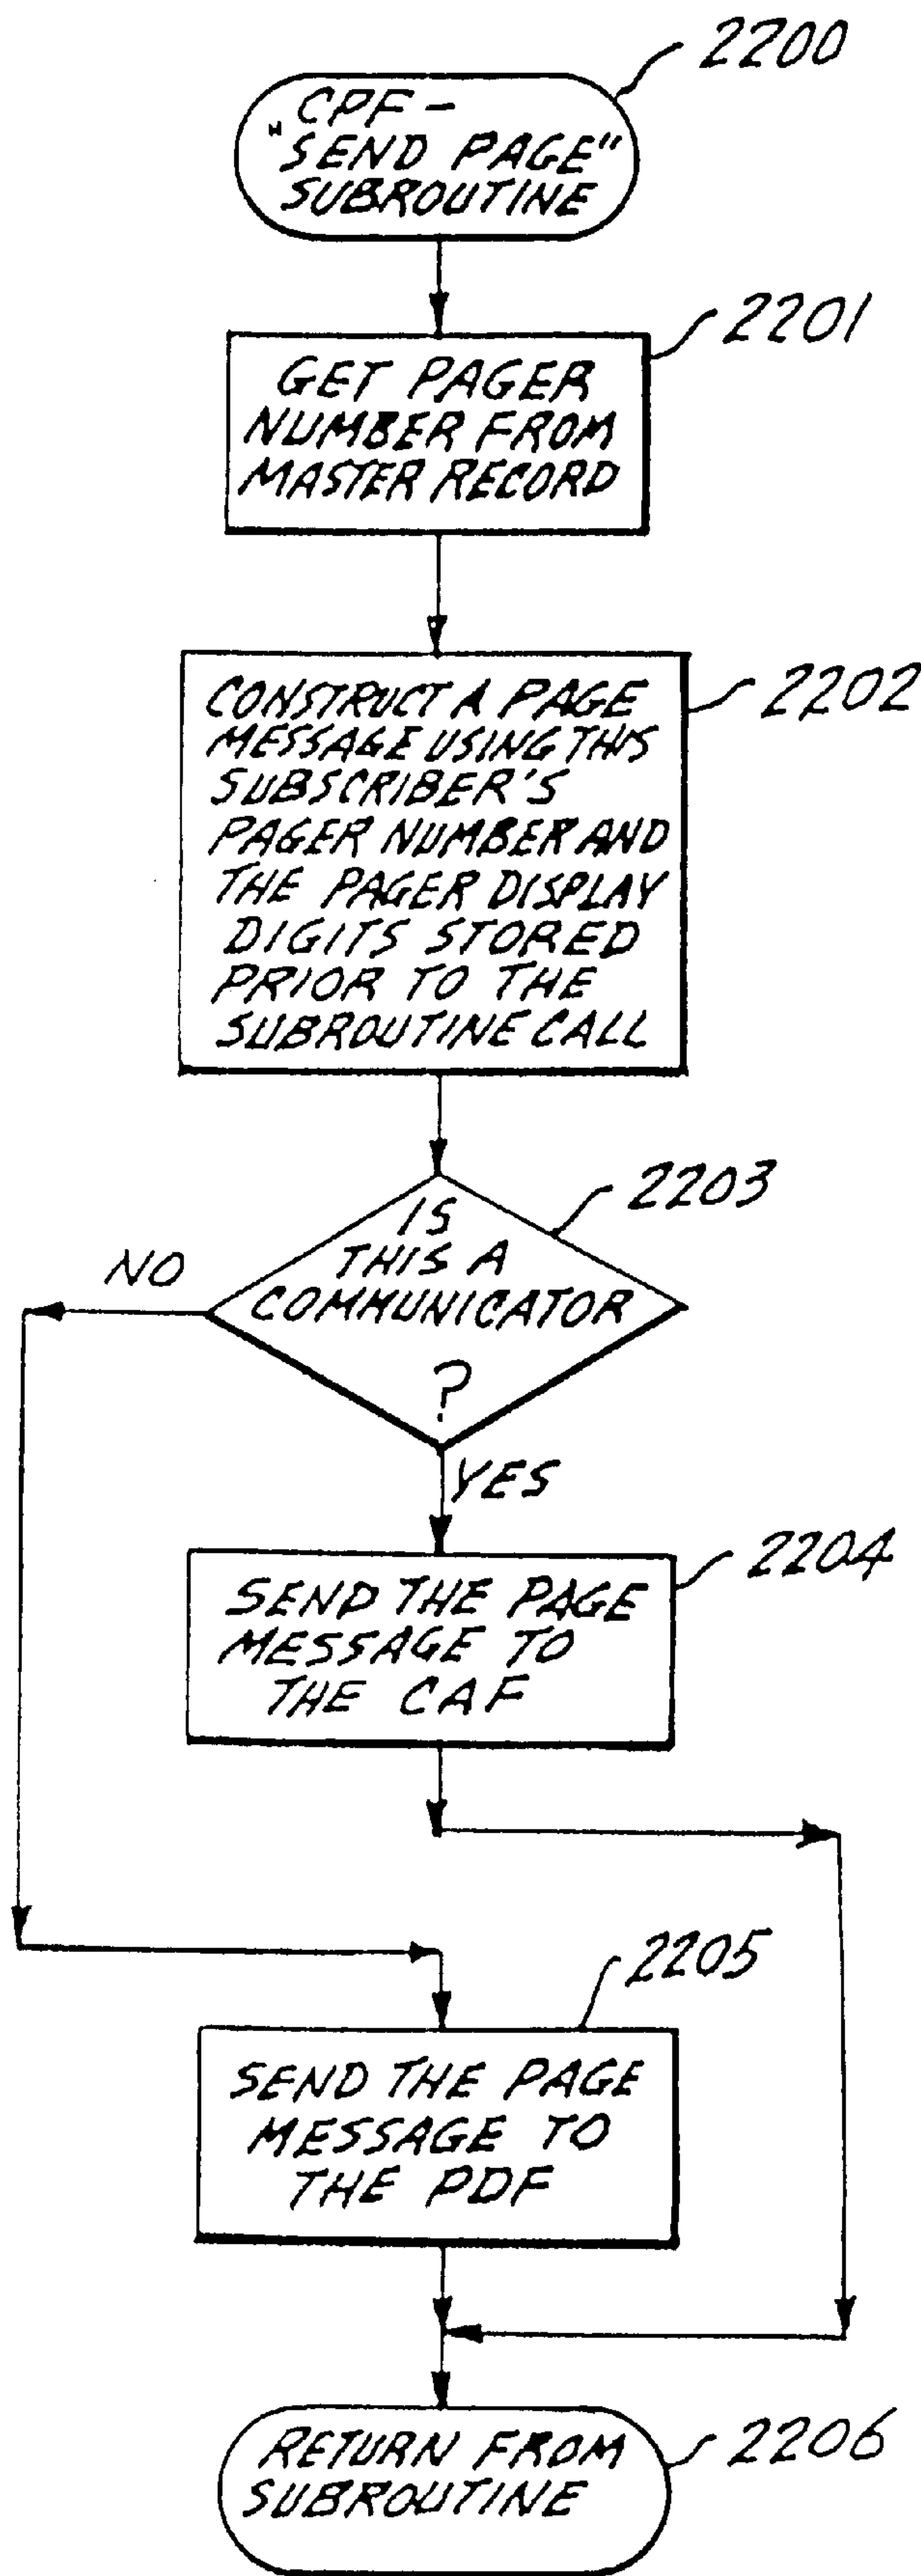 2200
"CPF -
"SEND PAGE"
SUBROUTINE
2201
GET PAGER
NUMBER FROM
MASTER RECORD
2202
CONSTRUCT A PAGE
MESSAGE USING THIS
SUBSCRIBER'S
PAGER NUMBER AND
THE PAGER DISPLAY
DIGITS STORED
PRIOR TO THE
SUBROUTINE CALL
2203
IS
THIS A
COMMUNICATOR
?
NO
YES
2204
SEND THE PAGE
MESSAGE TO
THE CAF
2205
SEND THE PAGE
MESSAGE TO
THE PDF
2206
RETURN FROM
SUBROUTINE